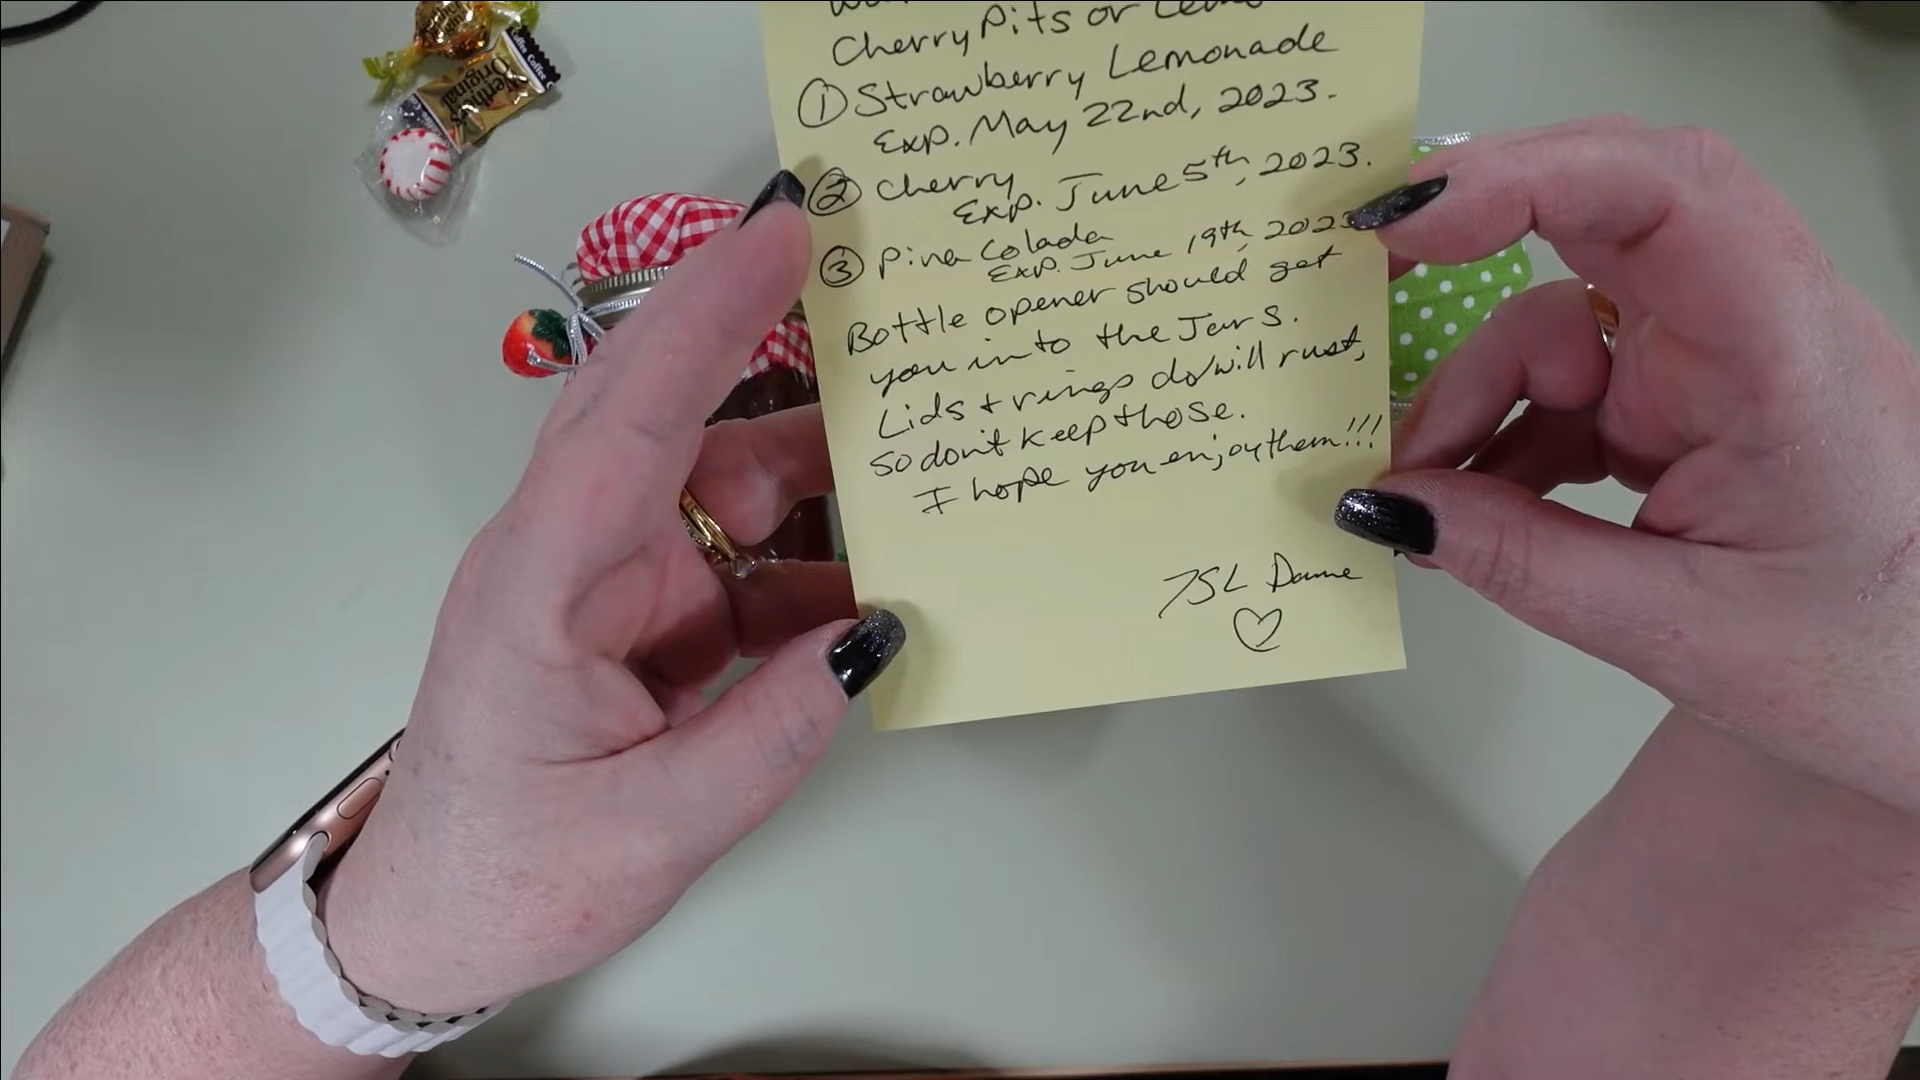 Cherry Pits or
① Strawberry Lemonade
Exp. May 22nd, 2023.
② Cherry
Exp. June 5th, 2023.
③ Pina Colada
Exp. June 19th, 2023
Bottle opener should get
you into the Jars.
Lids + rings do/will rust,
so don't keep those.
I hope you enjoy them!!!
JSL Dame
♡
Werther's
Original
Coffee